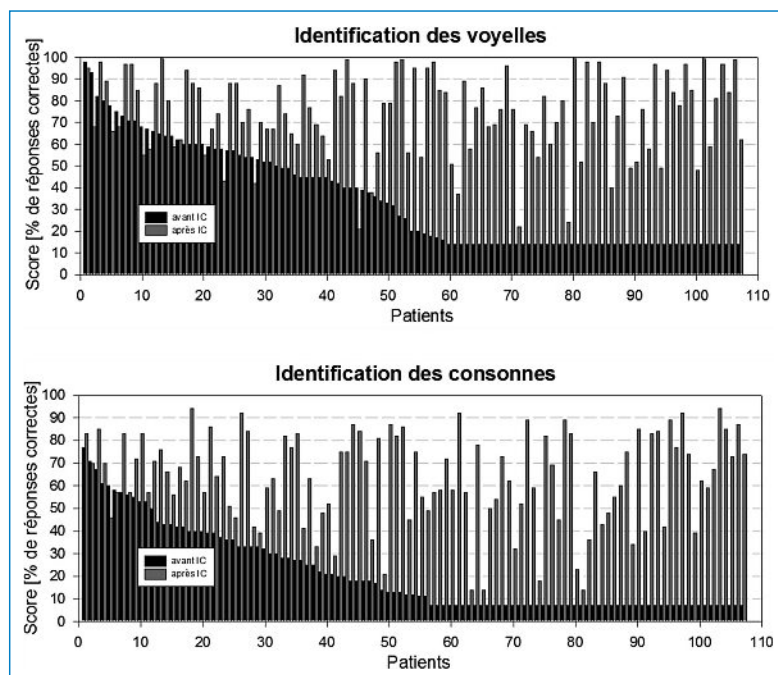 Identification des voyelles
Score [% de réponses correctes]
100
90
80
70
60
50
40
30
20
10
0
avant IC
après IC
0 10 20 30 40 50 60 70 80 90 100 110
Patients
Identification des consonnes
Score [% de réponses correctes]
100
90
80
70
60
50
40
30
20
10
0
avant IC
après IC
0 10 20 30 40 50 60 70 80 90 100 110
Patients